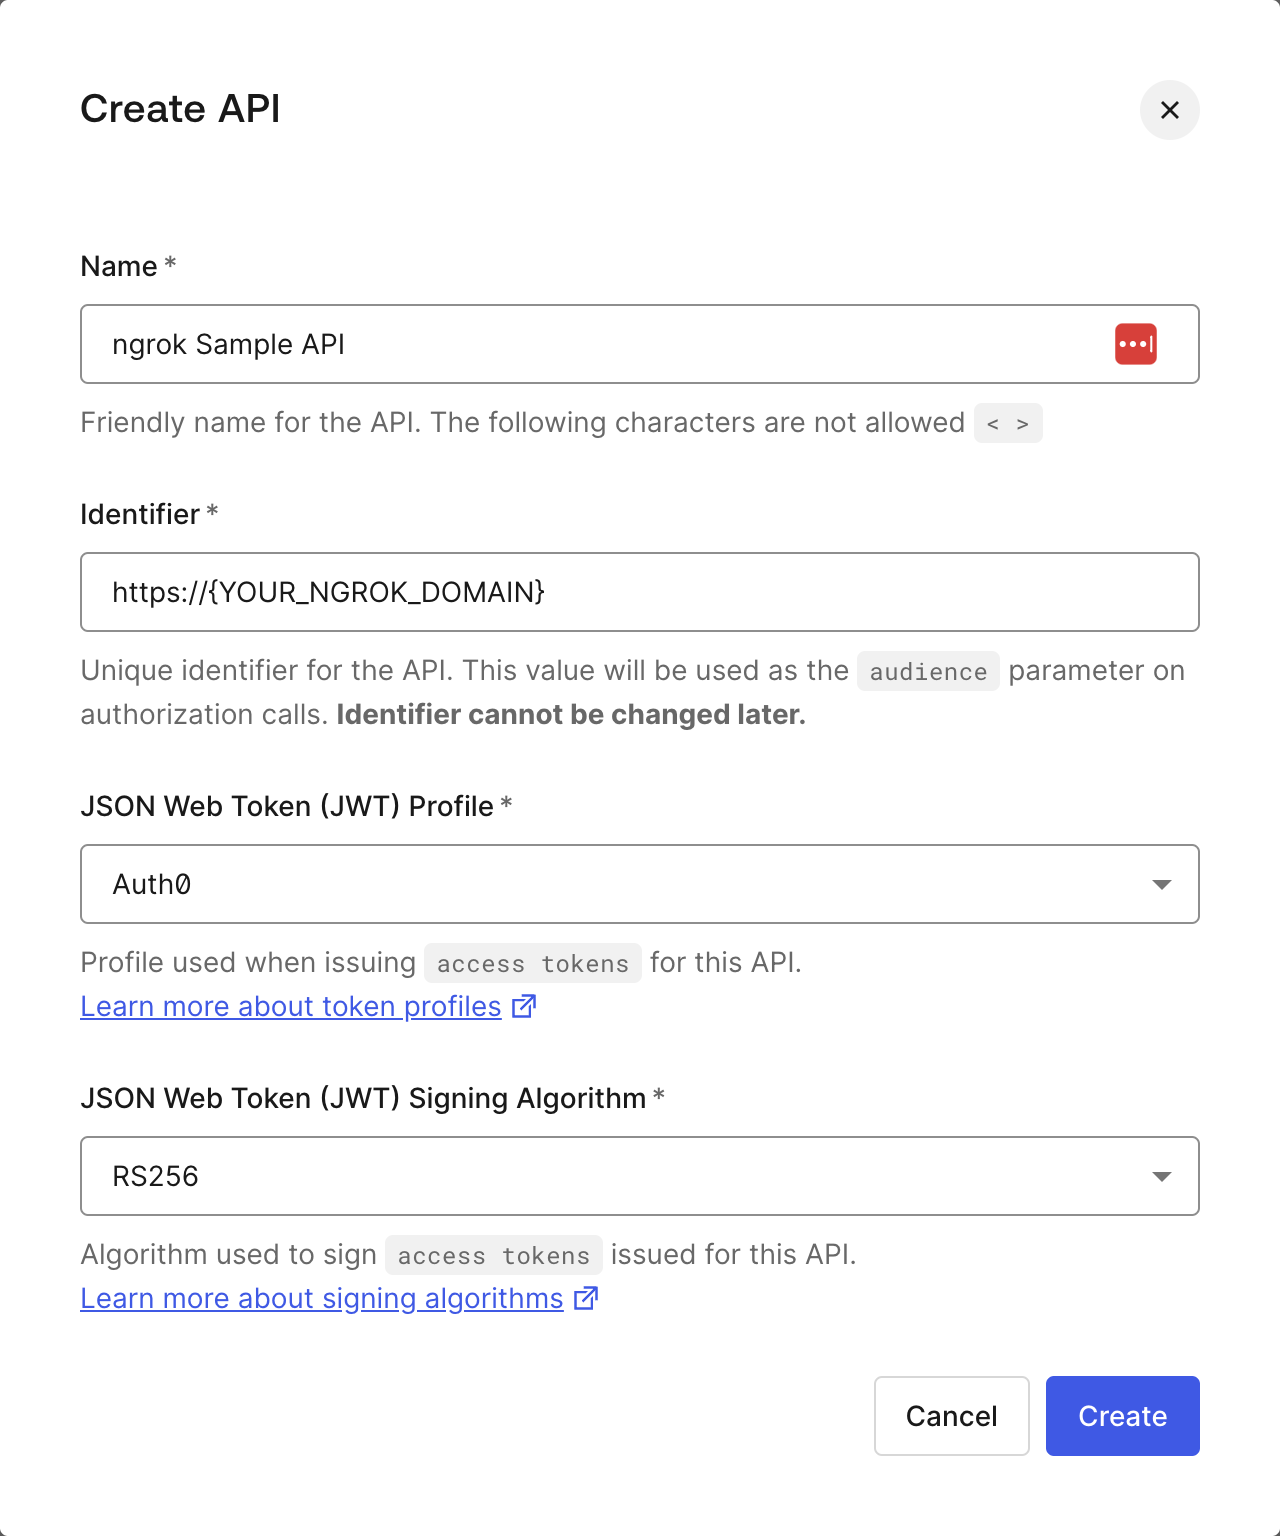 Create API
Name *
ngrok Sample API
Friendly name for the API. The following characters are not allowed < >
Identifier *
https://{YOUR_NGROK_DOMAIN}
Unique identifier for the API. This value will be used as the audience parameter on
authorization calls. Identifier cannot be changed later.
JSON Web Token (JWT) Profile *
Auth0
Profile used when issuing access tokens for this API.
Learn more about token profiles
JSON Web Token (JWT) Signing Algorithm *
RS256
Algorithm used to sign access tokens issued for this API.
Learn more about signing algorithms
Cancel Create